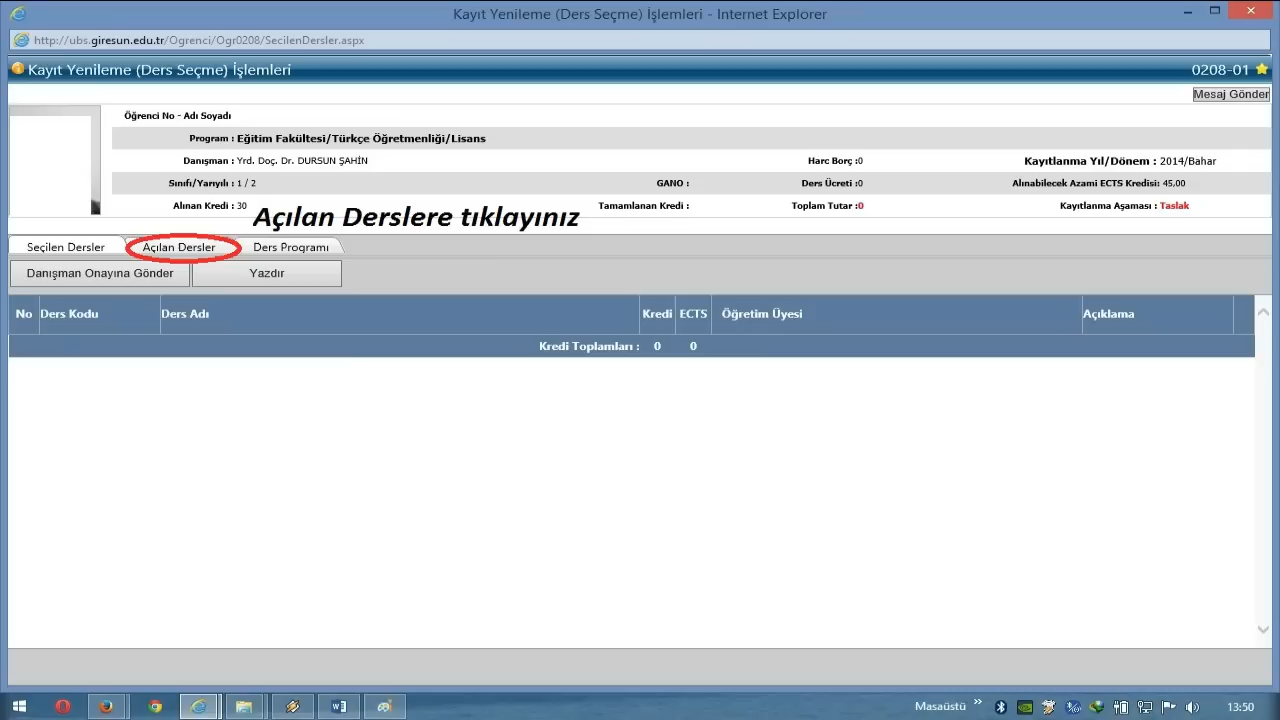 Kayıt Yenileme (Ders Seçme) İşlemleri - Internet Explorer
http://ubs.giresun.edu.tr/Ogrenci/Ogr0208/SecilenDersler.aspx
Kayıt Yenileme (Ders Seçme) İşlemleri 0208-01
Mesaj Gönder
Öğrenci No - Adı Soyadı
Program : Eğitim Fakültesi/Türkçe Öğretmenliği/Lisans
Danışman : Yrd. Doç. Dr. DURSUN ŞAHİN Harc Borç :0 Kayıtlanma Yıl/Dönem : 2014/Bahar
Sınıfı/Yarıyılı : 1 / 2 GANO : Ders Ücreti :0 Alınabilecek Azami ECTS Kredisi: 45,00
Alınan Kredi : 30 Tamamlanan Kredi : Toplam Tutar :0 Kayıtlanma Aşaması : Taslak
Açılan Derslere tıklayınız
Seçilen Dersler Açılan Dersler Ders Programı
Danışman Onayına Gönder Yazdır
No Ders Kodu Ders Adı Kredi ECTS Öğretim Üyesi Açıklama
Kredi Toplamları : 0 0
Masaüstü 13:50